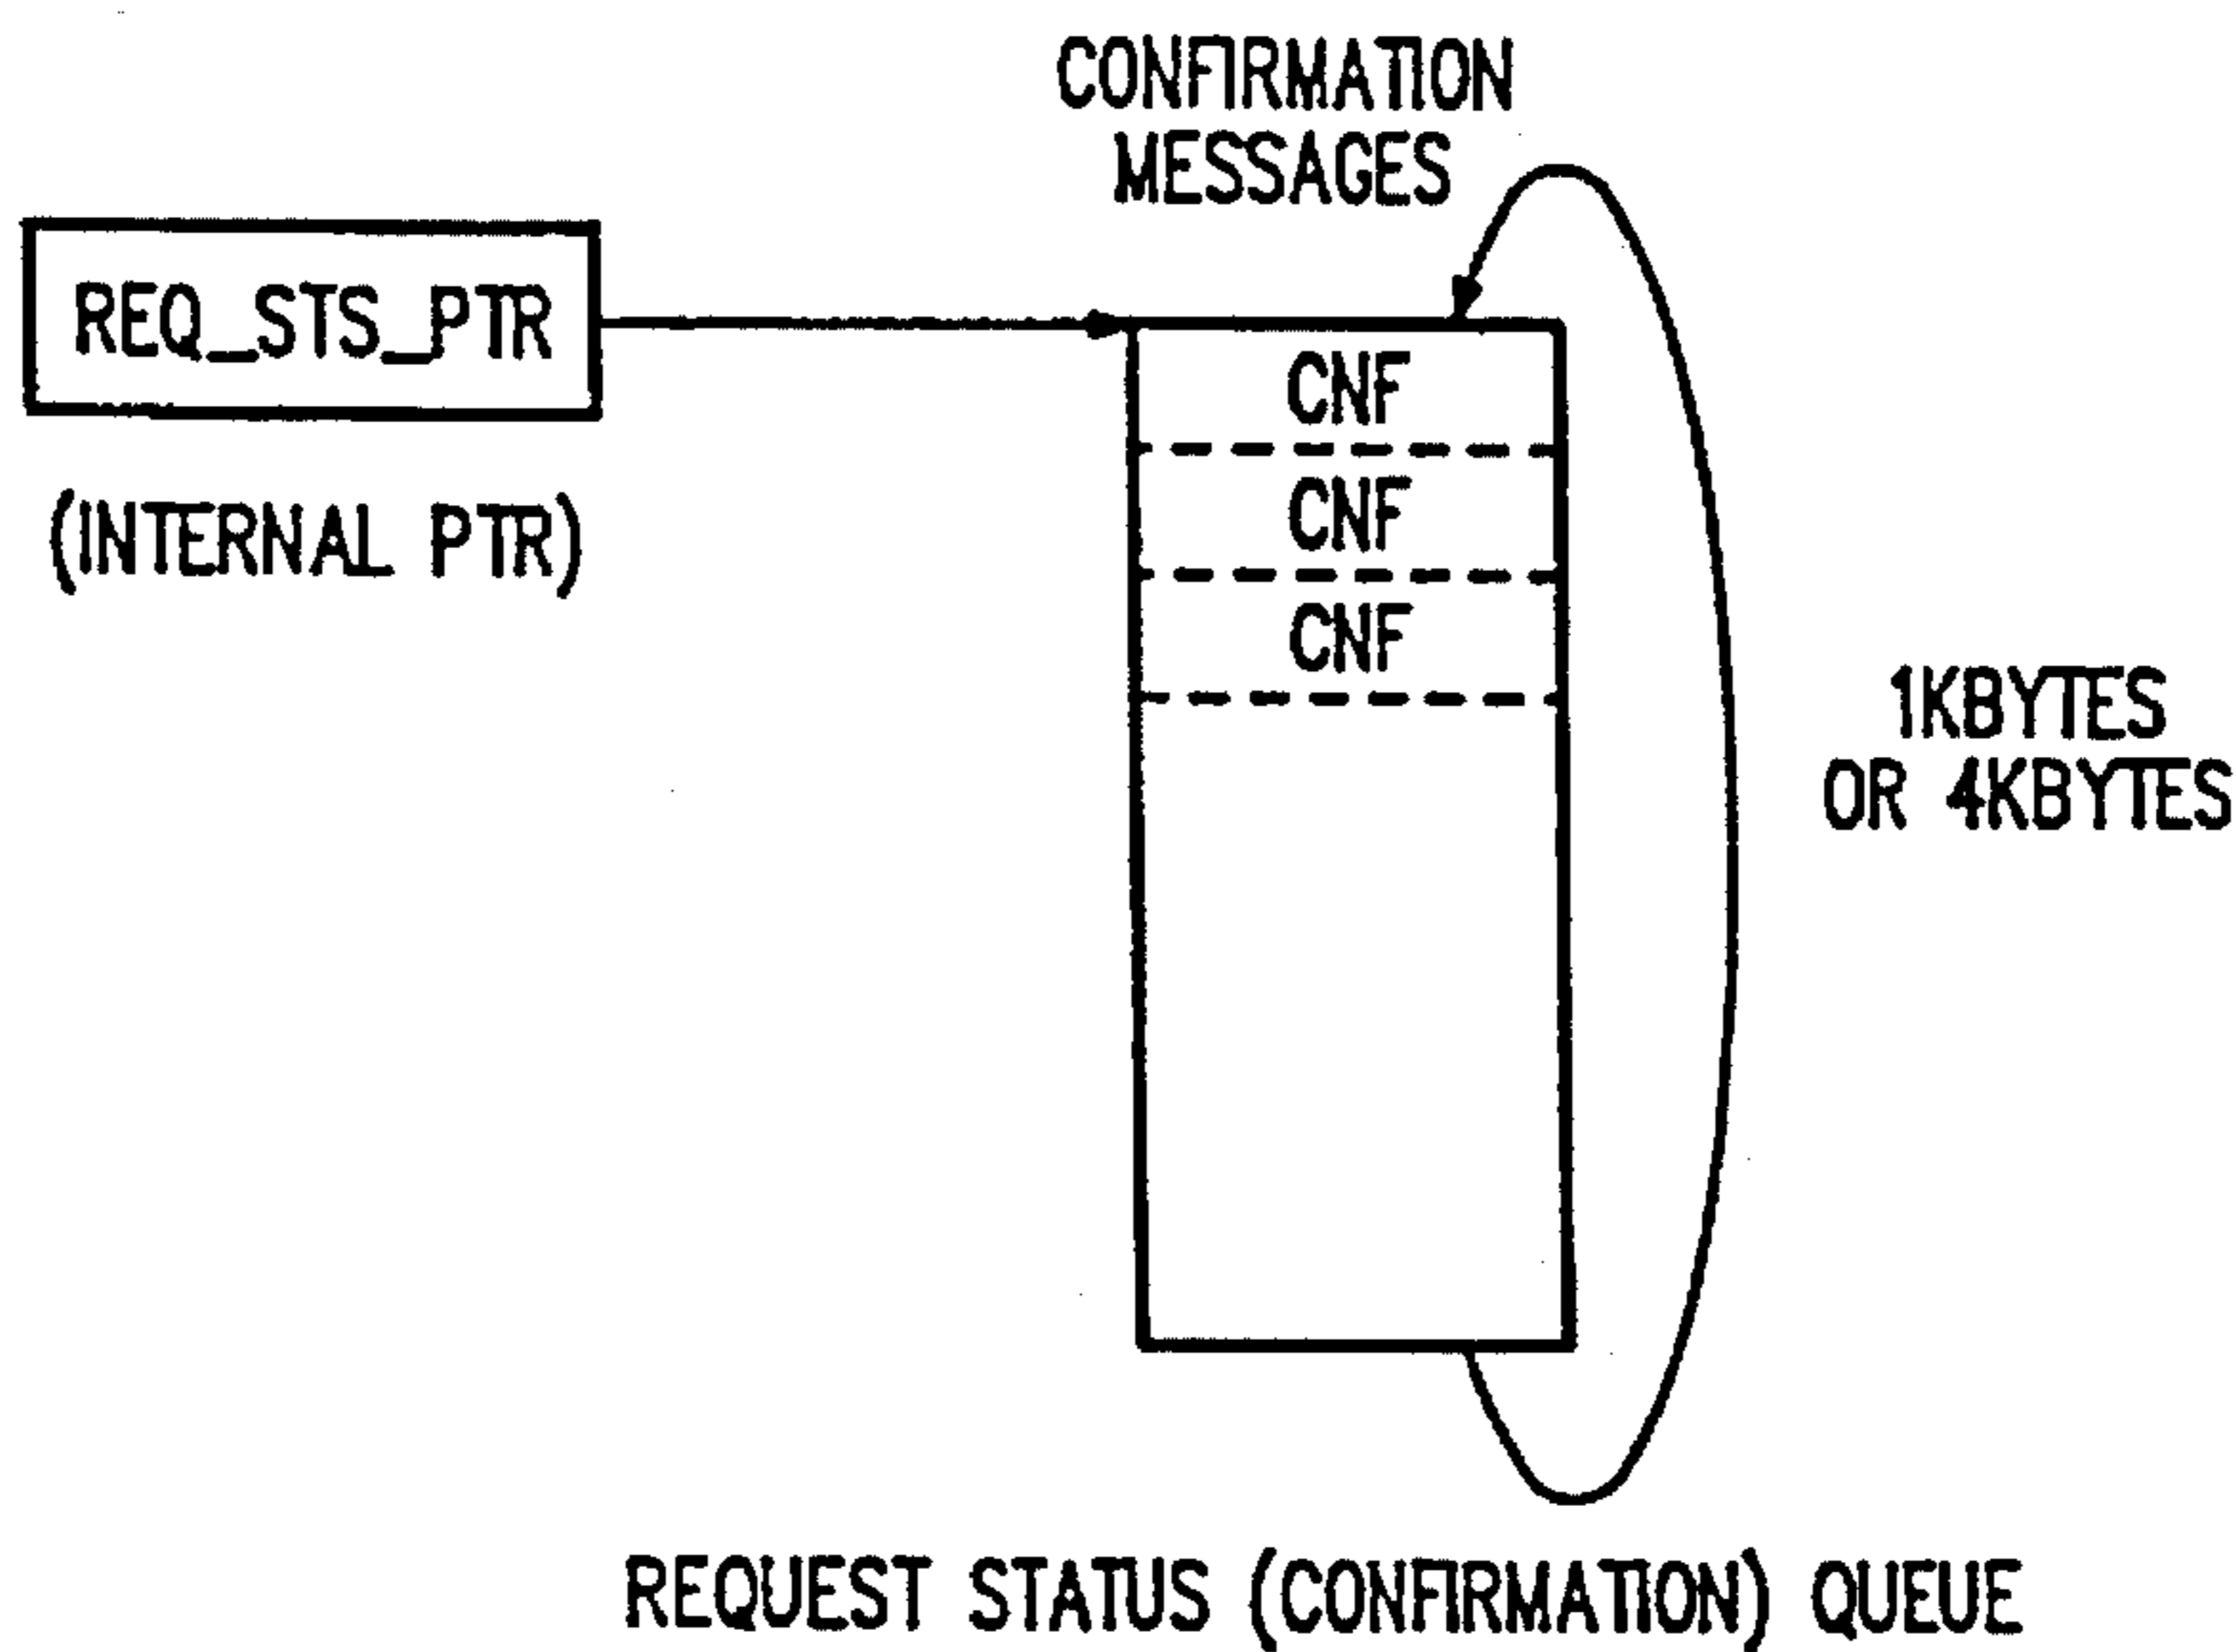 CONFIRMATION
MESSAGES
REQ_STS_PTR
(INTERNAL PTR)
CNF
CNF
CNF
1KBYTES
OR 4KBYTES
REQUEST STATUS (CONFIRMATION) QUEUE